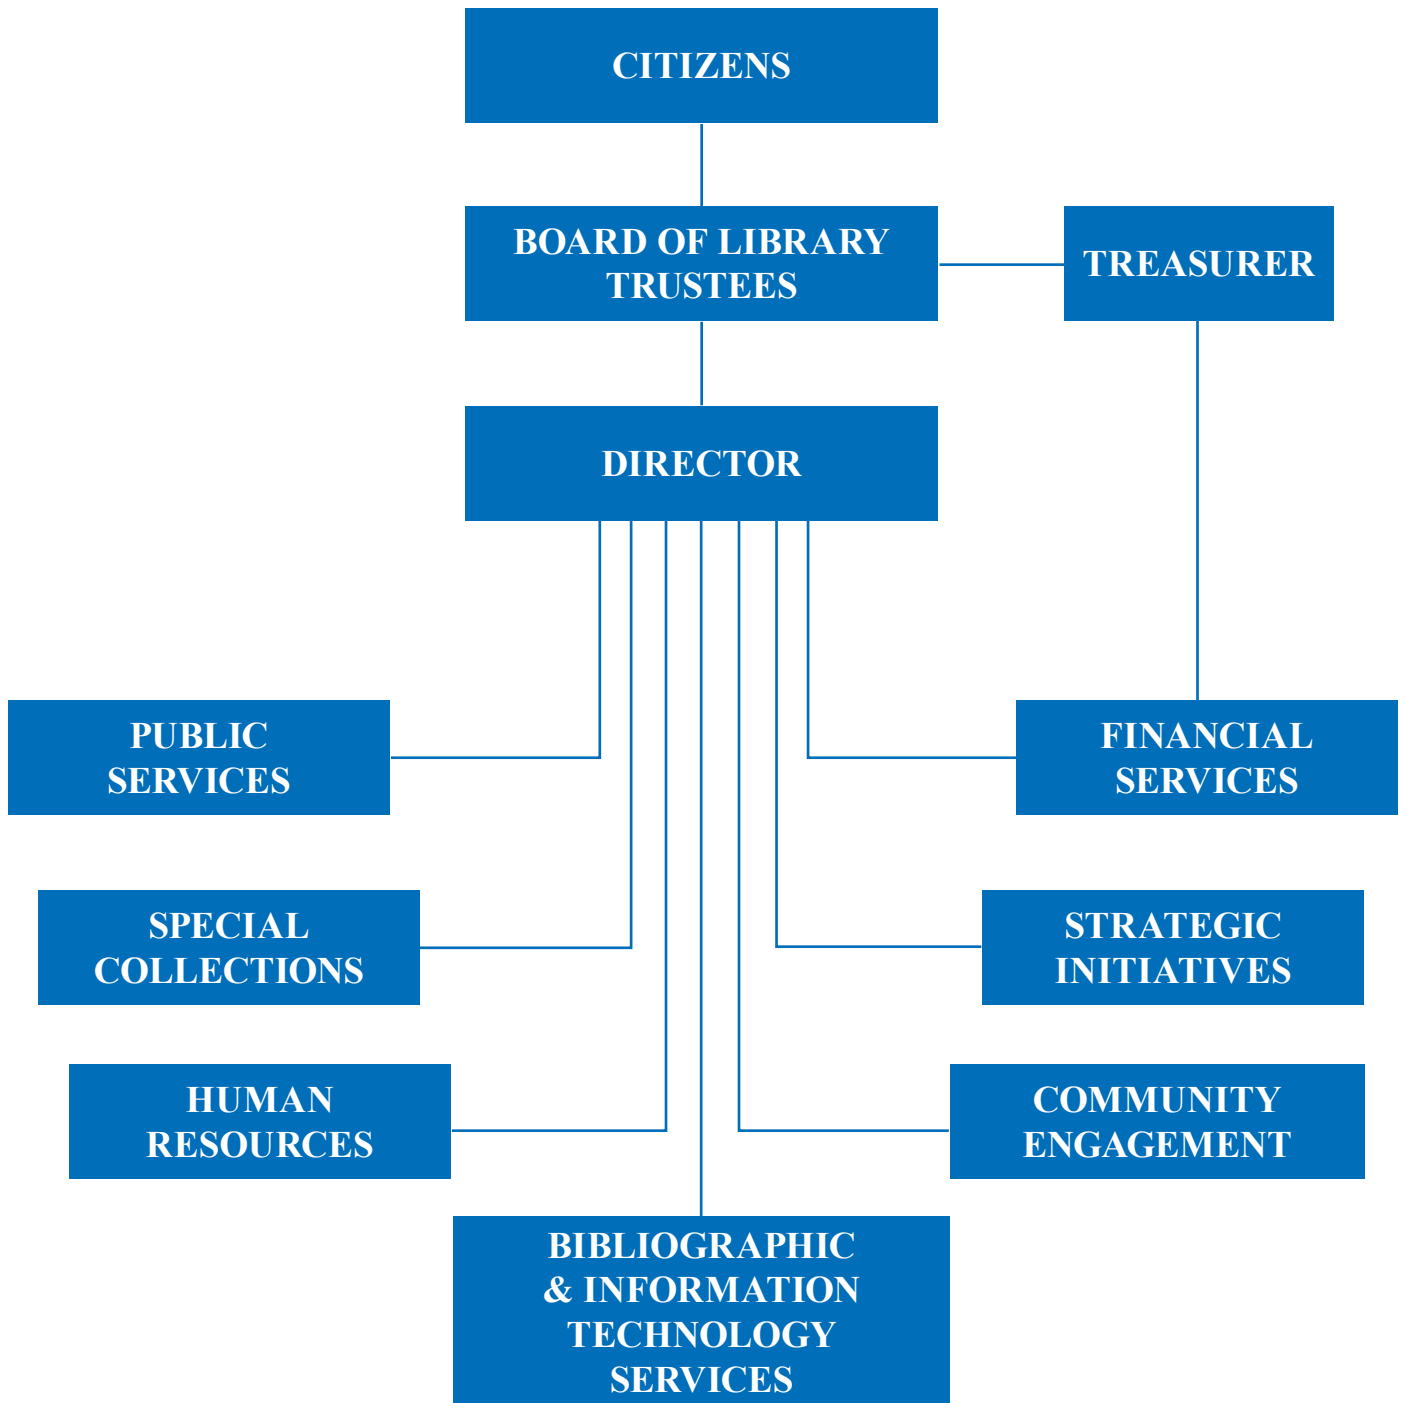 CITIZENS
BOARD OF LIBRARY
TRUSTEES
TREASURER
DIRECTOR
PUBLIC
SERVICES
FINANCIAL
SERVICES
SPECIAL
COLLECTIONS
STRATEGIC
INITIATIVES
HUMAN
RESOURCES
COMMUNITY
ENGAGEMENT
BIBLIOGRAPHIC
& INFORMATION
TECHNOLOGY
SERVICES